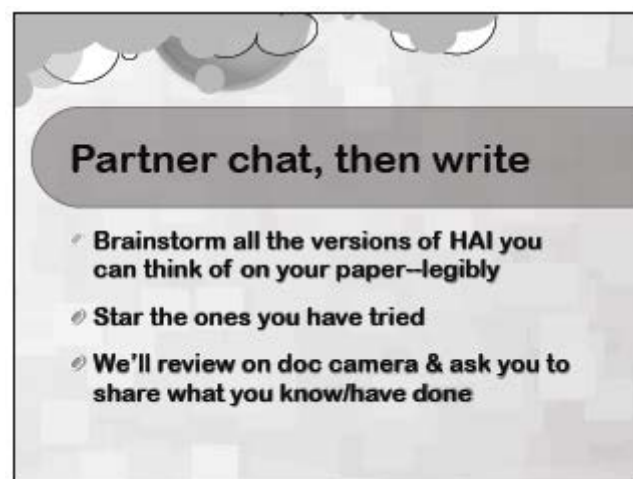 Partner chat, then write
Brainstorm all the versions of HAI you
can think of on your paper--legibly
Star the ones you have tried
We'll review on doc camera & ask you to
share what you know/have done